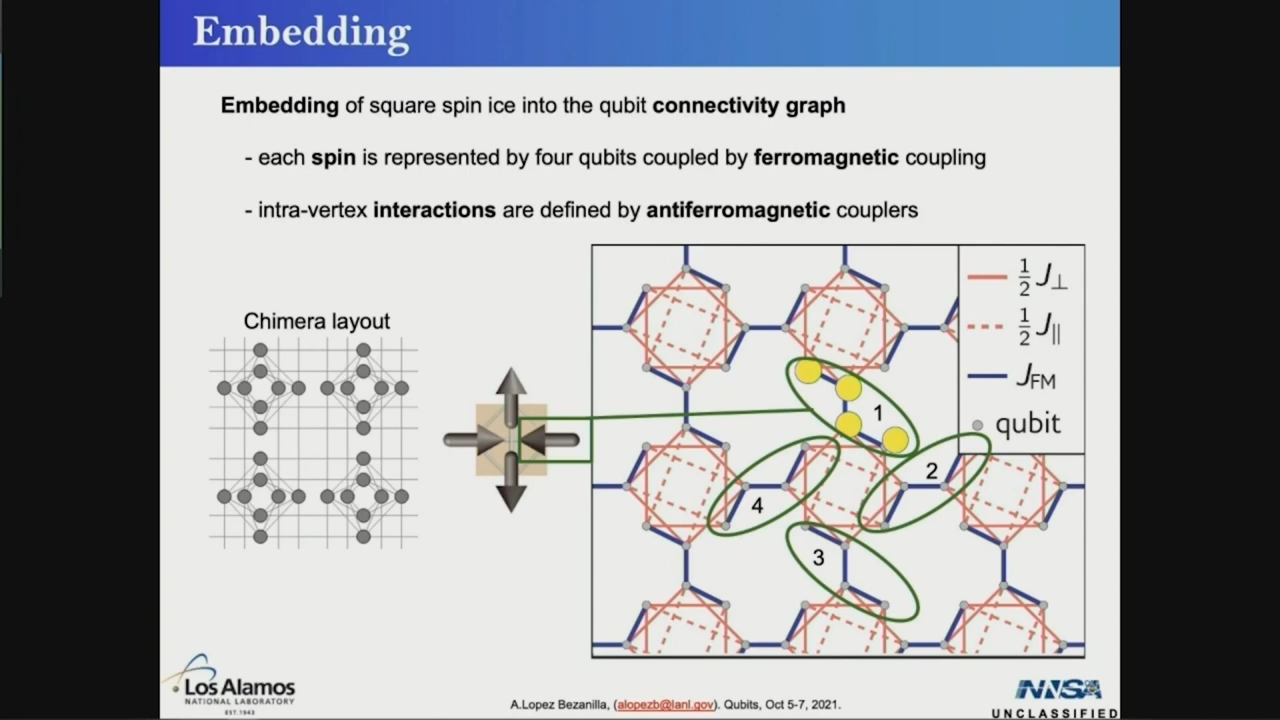 Embedding
Embedding of square spin ice into the qubit connectivity graph
- each spin is represented by four qubits coupled by ferromagnetic coupling
- intra-vertex interactions are defined by antiferromagnetic couplers
Chimera layout
½ J⊥
½ J||
JFM
qubit
1
2
4
3
Los Alamos
NATIONAL LABORATORY
EST.1943
A.Lopez Bezanilla, (alopezb@lanl.gov). Qubits, Oct 5-7, 2021.
NNSA
UNCLASSIFIED